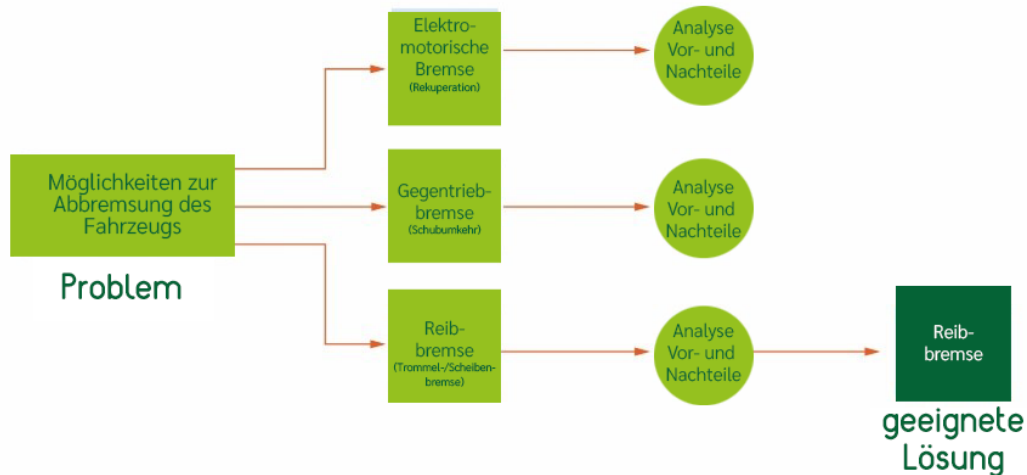 Möglichkeiten zur
Abbremsung des
Fahrzeugs
Problem
Elektro-
motorische
Bremse
(Rekuperation)
Analyse
Vor- und
Nachteile
Gegentrieb-
bremse
(Schubumkehr)
Analyse
Vor- und
Nachteile
Reib-
bremse
(Trommel-/Scheiben-
bremse)
Analyse
Vor- und
Nachteile
Reib-
bremse
geeignete
Lösung